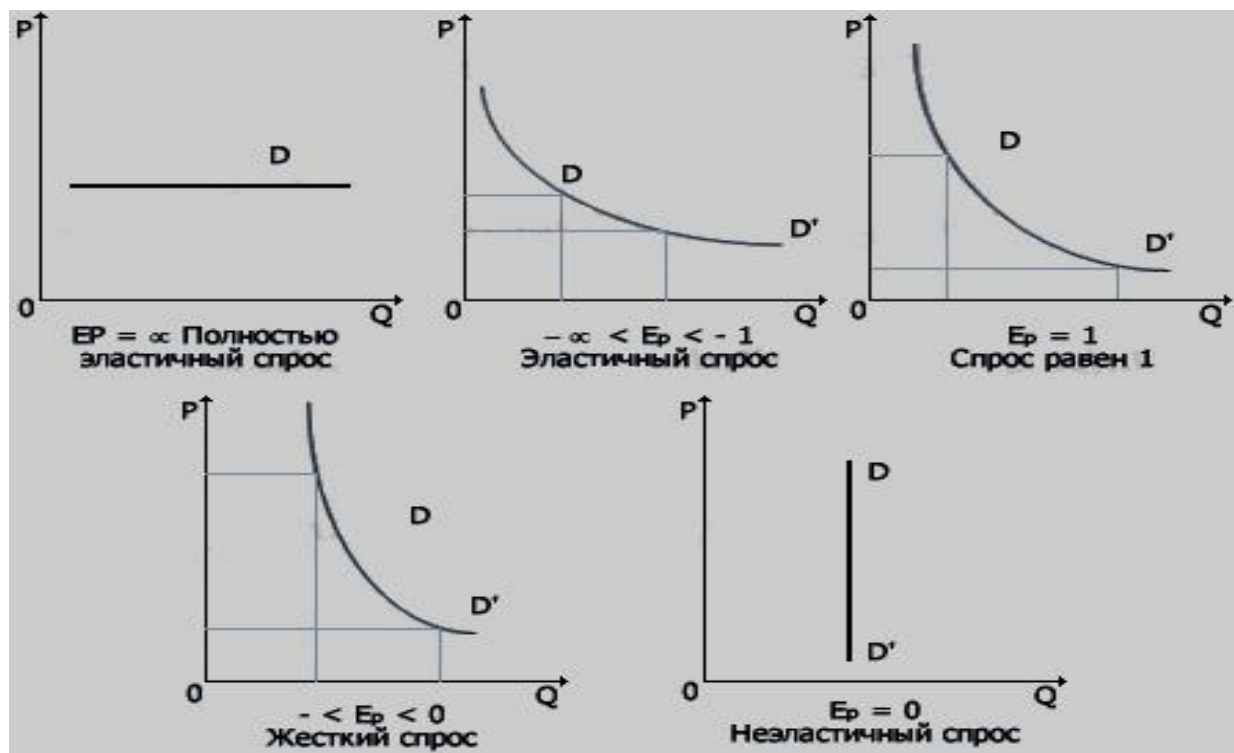 P
D
0
Q
EP = ∝ Полностью
эластичный спрос
P
D
D'
0
Q
− ∝ < Eₚ < - 1
Эластичный спрос
P
D
D'
0
Q
Eₚ = 1
Спрос равен 1
P
D
D'
0
Q
- < Eₚ < 0
Жесткий спрос
P
D
D'
0
Q
Eₚ = 0
Неэластичный спрос